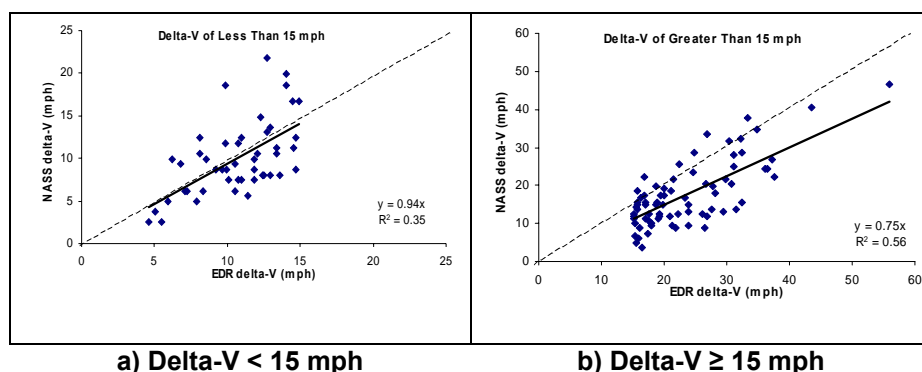 Delta-V of Less Than 15 mph
NASS delta-V (mph)
25
20
15
10
5
0
0 5 10 15 20 25
EDR delta-V (mph)
y = 0.94x
R² = 0.35
Delta-V of Greater Than 15 mph
NASS delta-V (mph)
60
50
40
30
20
10
0
0 10 20 30 40 50 60
EDR delta-V (mph)
y = 0.75x
R² = 0.56
a) Delta-V < 15 mph
b) Delta-V ≥ 15 mph